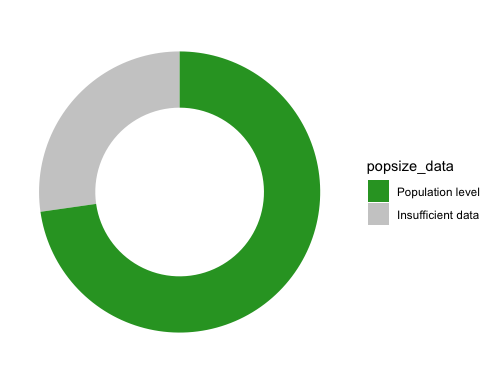 popsize_data
Population level
Insufficient data